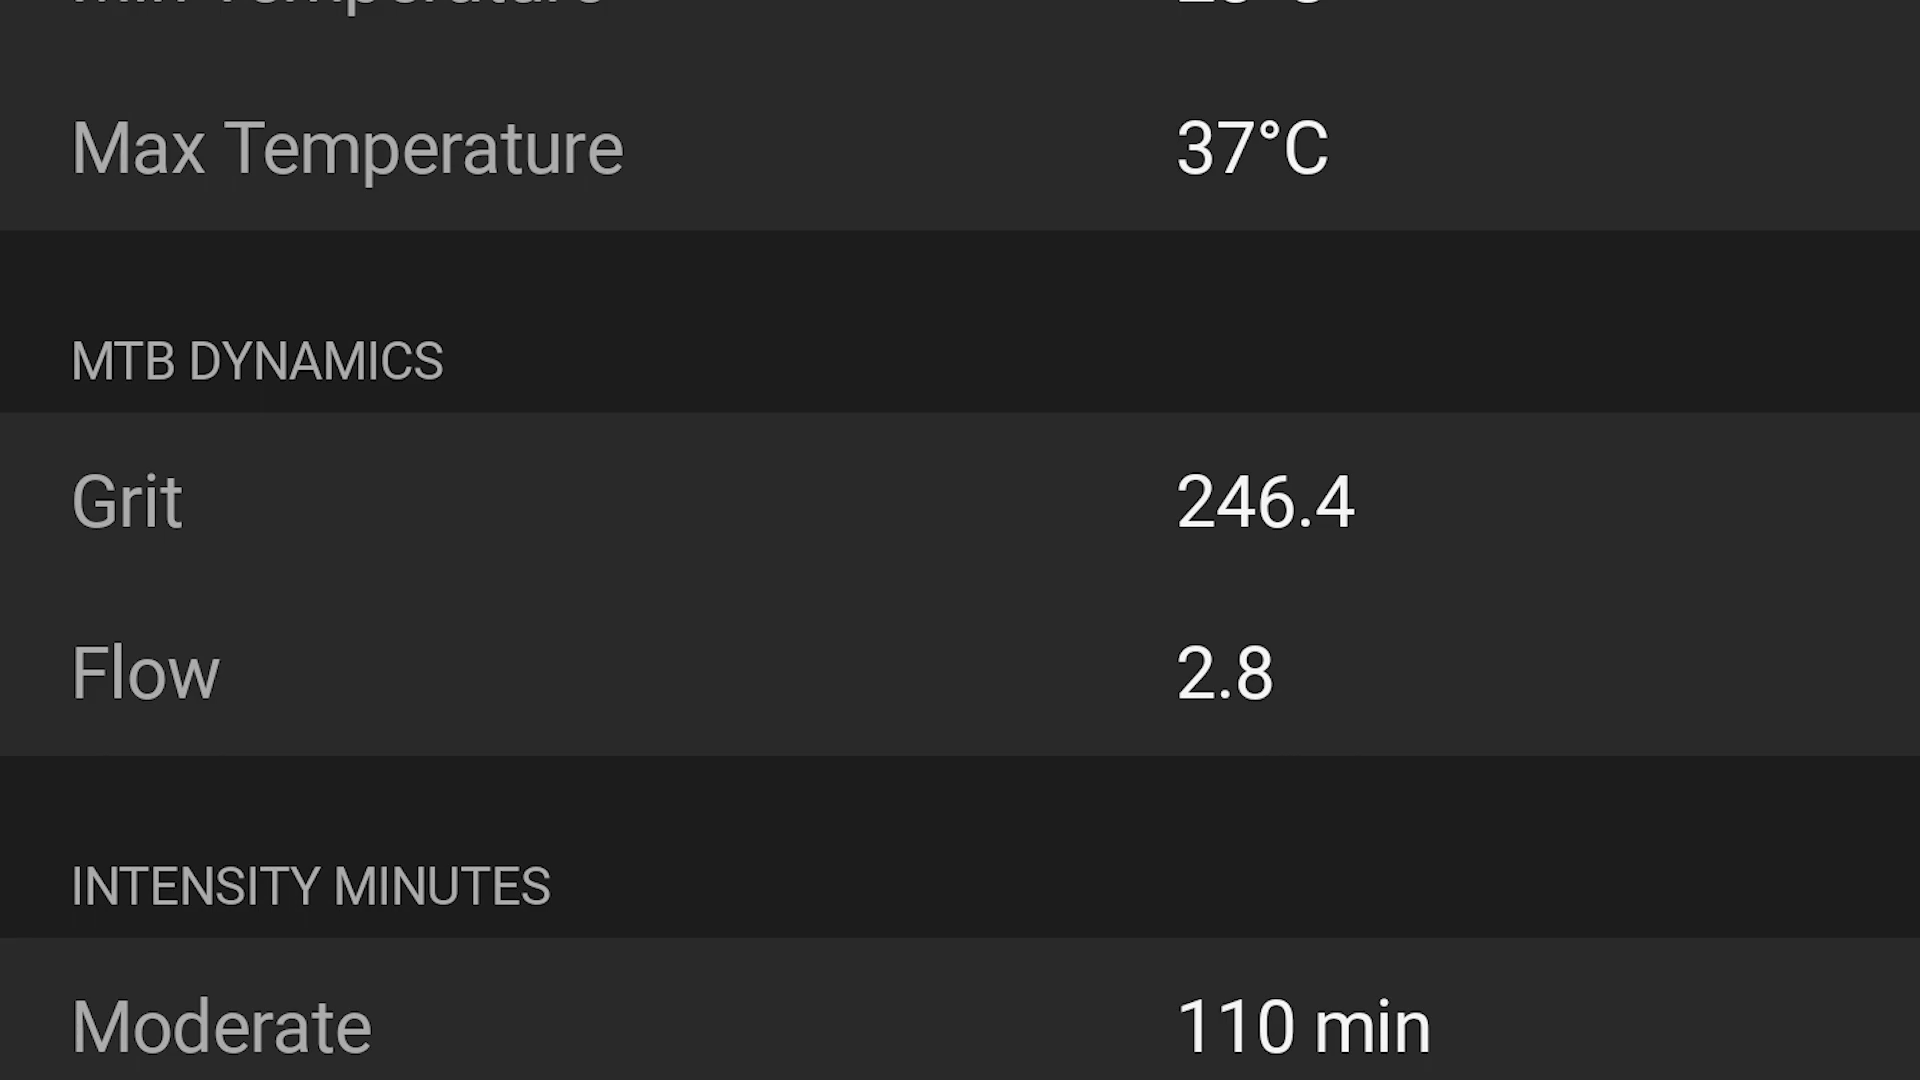 Max Temperature 37°C
MTB DYNAMICS
Grit 246.4
Flow 2.8
INTENSITY MINUTES
Moderate 110 min